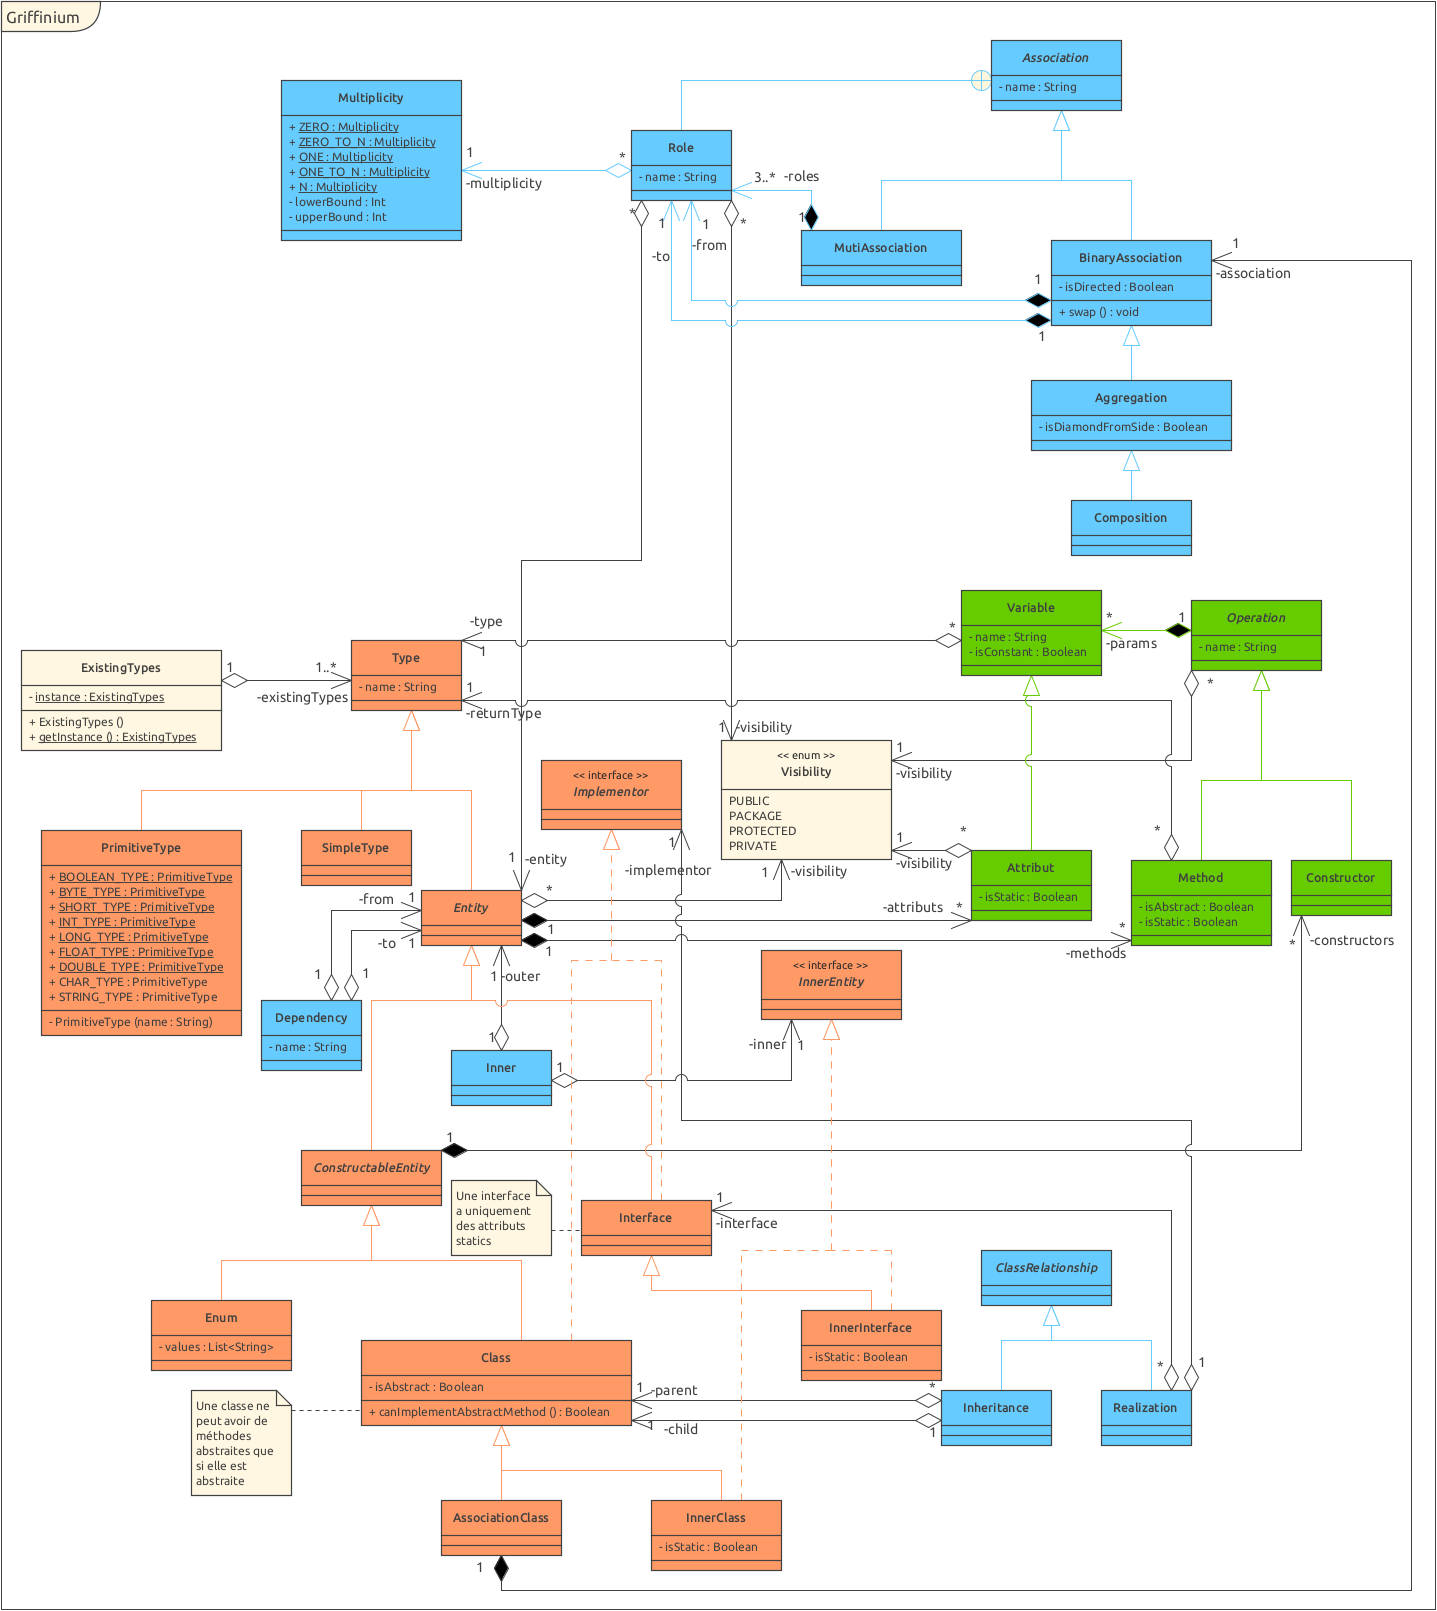 Griffinium
Association
- name : String
Multiplicity
+ ZERO : Multiplicity
+ ZERO_TO_N : Multiplicity
+ ONE : Multiplicity
+ ONE_TO_N : Multiplicity
+ N : Multiplicity
- lowerBound : Int
- upperBound : Int
1
-multiplicity
*
Role
- name : String
3..*
-roles
1
MutiAssociation
*
1
-to
1
-from
*
BinaryAssociation
- isDirected : Boolean
+ swap () : void
1
-association
1
1
Aggregation
- isDiamondFromSide : Boolean
Composition
Variable
- name : String
- isConstant : Boolean
*
-params
1
Operation
- name : String
*
-type
1
*
ExistingTypes
- instance : ExistingTypes
+ ExistingTypes ()
+ getInstance () : ExistingTypes
1
1..*
-existingTypes
Type
- name : String
1
-returnType
1
-visibility
<< enum >>
Visibility
PUBLIC
PACKAGE
PROTECTED
PRIVATE
1
-visibility
1
-visibility
*
1
-visibility
<< interface >>
Implementor
1
-implementor
PrimitiveType
+ BOOLEAN_TYPE : PrimitiveType
+ BYTE_TYPE : PrimitiveType
+ SHORT_TYPE : PrimitiveType
+ INT_TYPE : PrimitiveType
+ LONG_TYPE : PrimitiveType
+ FLOAT_TYPE : PrimitiveType
+ DOUBLE_TYPE : PrimitiveType
+ CHAR_TYPE : PrimitiveType
+ STRING_TYPE : PrimitiveType
- PrimitiveType (name : String)
SimpleType
1
-entity
Entity
*
1
1
-from
1
-to
1
1
1
Attribut
- isStatic : Boolean
-attributs
*
*
Method
- isAbstract : Boolean
- isStatic : Boolean
*
-methods
Constructor
*
-constructors
Dependency
- name : String
1
-outer
1
Inner
1
<< interface >>
InnerEntity
-inner
1
ConstructableEntity
1
Une interface
a uniquement
des attributs
statics
Interface
1
-interface
ClassRelationship
Enum
- values : List<String>
InnerInterface
- isStatic : Boolean
Class
- isAbstract : Boolean
+ canImplementAbstractMethod () : Boolean
1
-parent
1
-child
*
1
Inheritance
*
1
Realization
Une classe ne
peut avoir de
méthodes
abstraites que
si elle est
abstraite
AssociationClass
1
InnerClass
- isStatic : Boolean